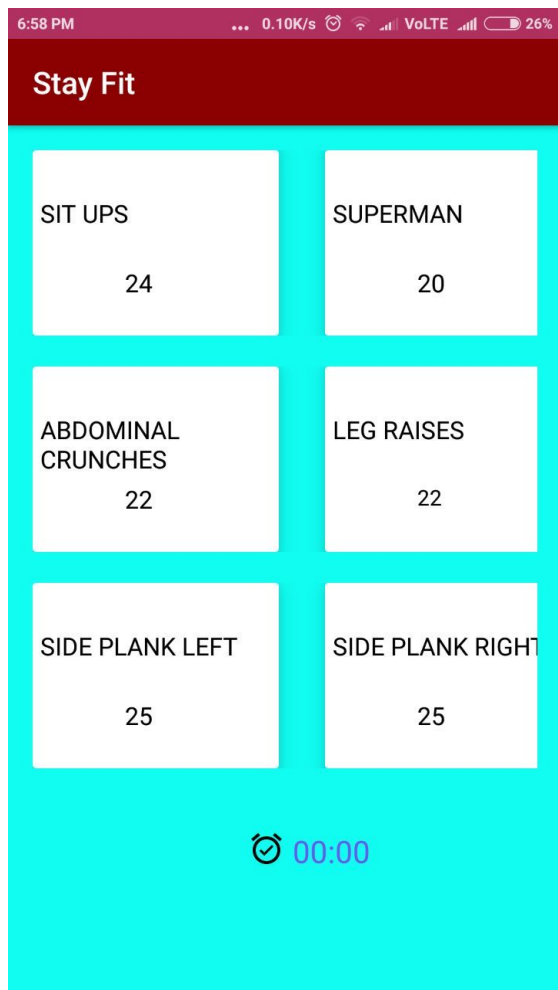 6:58 PM ... 0.10K/s VoLTE 26%
Stay Fit
SIT UPS
24
SUPERMAN
20
ABDOMINAL
CRUNCHES
22
LEG RAISES
22
SIDE PLANK LEFT
25
SIDE PLANK RIGHT
25
00:00